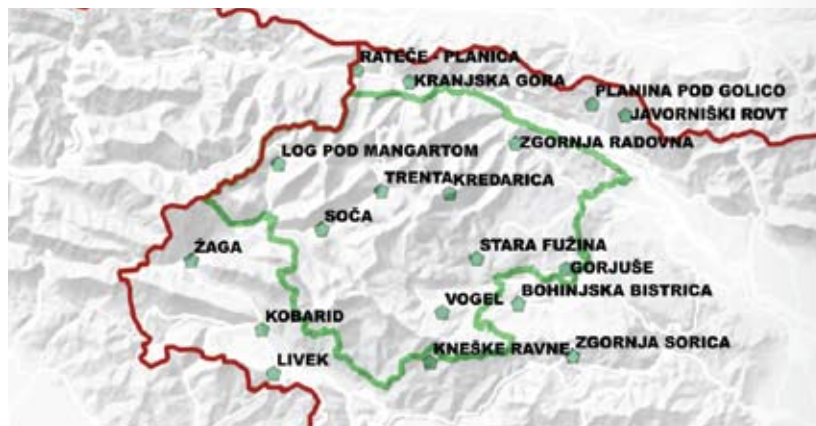 RATEČE - PLANICA
KRANJSKA GORA
PLANINA POD GOLICO
JAVORNIŠKI ROVT
ZGORNJA RADOVNA
LOG POD MANGARTOM
TRENTA
KREDARICA
SOČA
ŽAGA
STARA FUŽINA
GORJUŠE
BOHINJSKA BISTRICA
VOGEL
KOBARID
KNEŠKE RAVNE
ZGORNJA SORICA
LIVEK